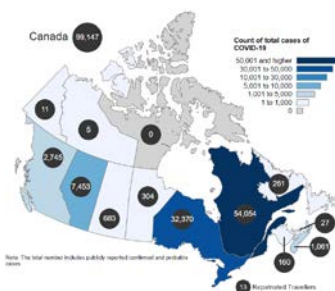 Canada 99,147
Count of total cases of
COVID-19
50,001 and higher
30,001 to 50,000
10,001 to 30,000
5,001 to 10,000
1,001 to 5,000
1 to 1,000
0
11
5
0
2,745
7,453
683
304
32,370
54,054
261
27
1,061
160
Note: The total number includes publicly reported confirmed and probable
cases
13 Repatriated Travellers